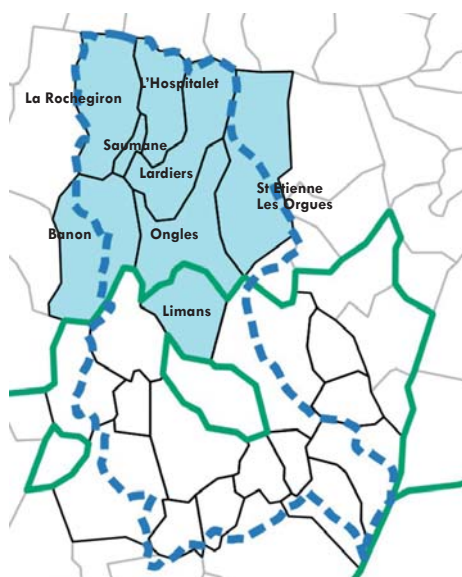 L'Hospitalet
La Rochegiron
Saumane
Lardiers
St Etienne
Les Orgues
Banon
Ongles
Limans